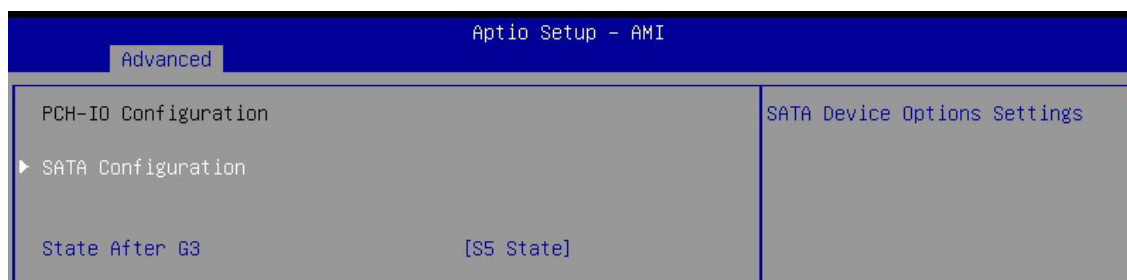 Aptio Setup - AMI
Advanced
PCH-IO Configuration
SATA Device Options Settings
SATA Configuration
State After G3 [S5 State]